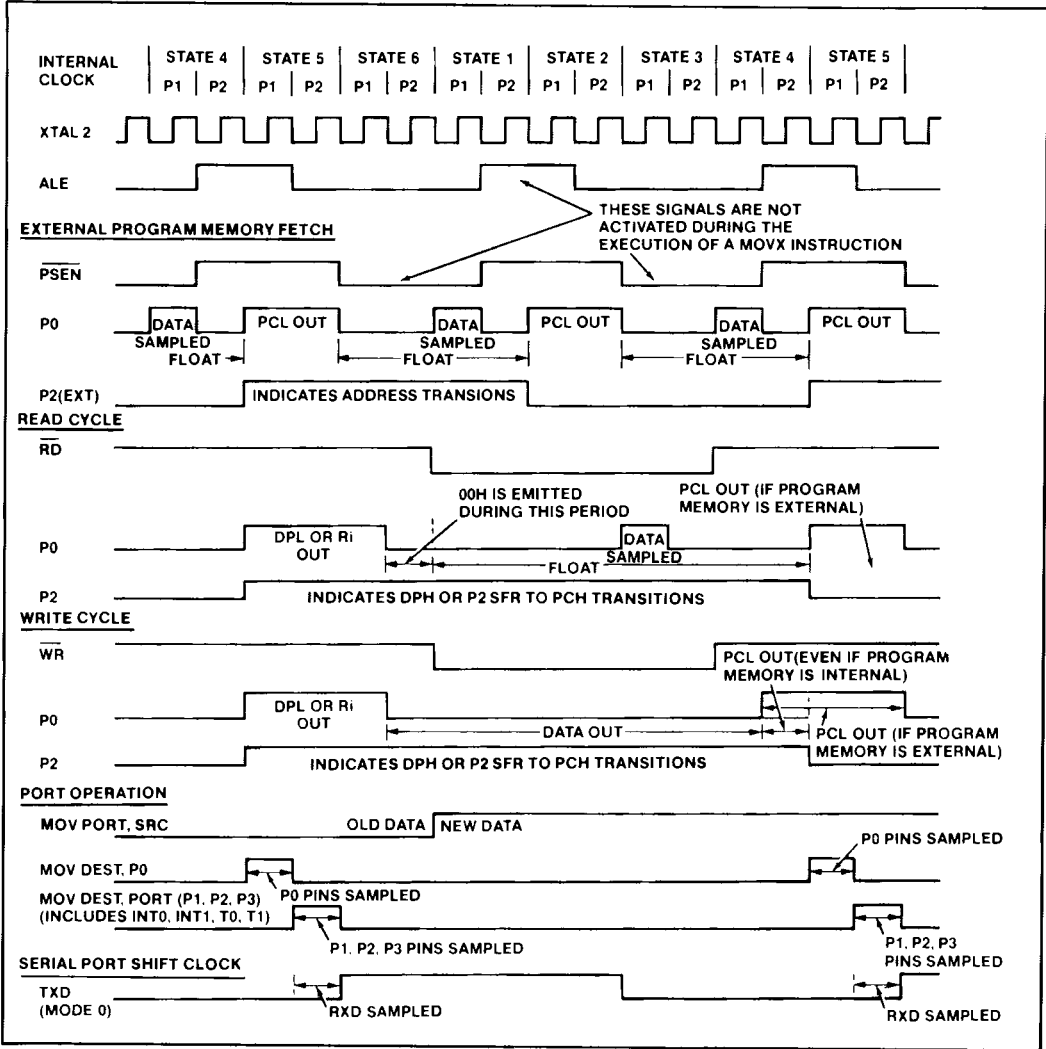 INTERNAL CLOCK
STATE 4 STATE 5 STATE 6 STATE 1 STATE 2 STATE 3 STATE 4 STATE 5
P1 P2 P1 P2 P1 P2 P1 P2 P1 P2 P1 P2 P1 P2 P1 P2
XTAL 2
ALE
THESE SIGNALS ARE NOT
ACTIVATED DURING THE
EXECUTION OF A MOVX INSTRUCTION
EXTERNAL PROGRAM MEMORY FETCH
PSEN
P0
DATA SAMPLED
PCL OUT
DATA SAMPLED
PCL OUT
DATA SAMPLED
PCL OUT
FLOAT
FLOAT
FLOAT
P2(EXT)
INDICATES ADDRESS TRANSIONS
READ CYCLE
RD
00H IS EMITTED
DURING THIS PERIOD
PCL OUT (IF PROGRAM
MEMORY IS EXTERNAL)
P0
DPL OR Ri
OUT
DATA
SAMPLED
FLOAT
P2
INDICATES DPH OR P2 SFR TO PCH TRANSITIONS
WRITE CYCLE
WR
PCL OUT(EVEN IF PROGRAM
MEMORY IS INTERNAL)
P0
DPL OR Ri
OUT
DATA OUT
PCL OUT (IF PROGRAM
MEMORY IS EXTERNAL)
P2
INDICATES DPH OR P2 SFR TO PCH TRANSITIONS
PORT OPERATION
MOV PORT, SRC
OLD DATA NEW DATA
P0 PINS SAMPLED
MOV DEST, P0
P0 PINS SAMPLED
MOV DEST, PORT (P1, P2, P3)
(INCLUDES INT0, INT1, T0, T1)
P1, P2, P3 PINS SAMPLED
P1, P2, P3
PINS SAMPLED
SERIAL PORT SHIFT CLOCK
TXD
(MODE 0)
RXD SAMPLED
RXD SAMPLED